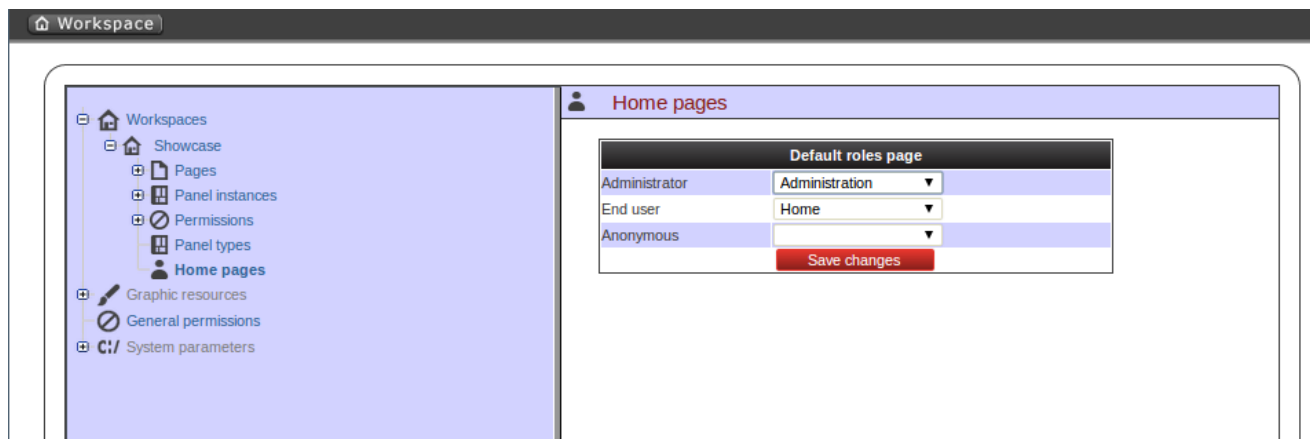 Workspace
Workspaces
Showcase
Pages
Panel instances
Permissions
Panel types
Home pages
Graphic resources
General permissions
C:/ System parameters
Home pages
Default roles page
Administrator Administration
End user Home
Anonymous
Save changes